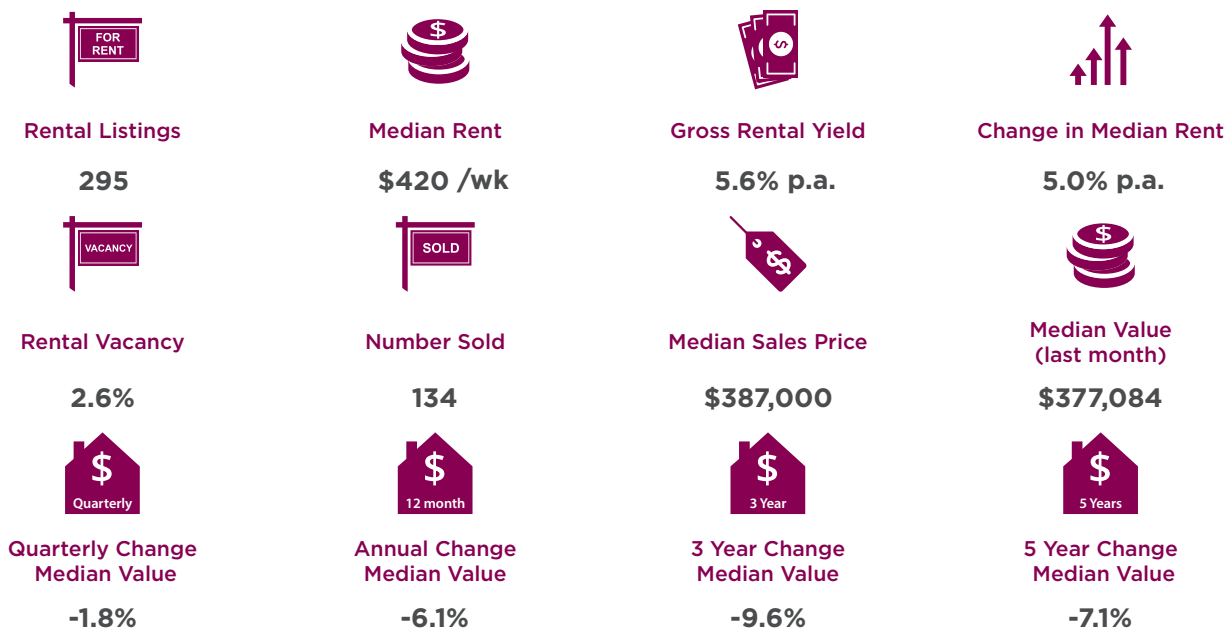 FOR
RENT
$
$
Rental Listings
Median Rent
Gross Rental Yield
Change in Median Rent
295
$420 /wk
5.6% p.a.
5.0% p.a.
VACANCY
SOLD
$
$
Rental Vacancy
Number Sold
Median Sales Price
Median Value
(last month)
2.6%
134
$387,000
$377,084
$
Quarterly
$
12 month
$
3 Year
$
5 Years
Quarterly Change
Median Value
Annual Change
Median Value
3 Year Change
Median Value
5 Year Change
Median Value
-1.8%
-6.1%
-9.6%
-7.1%